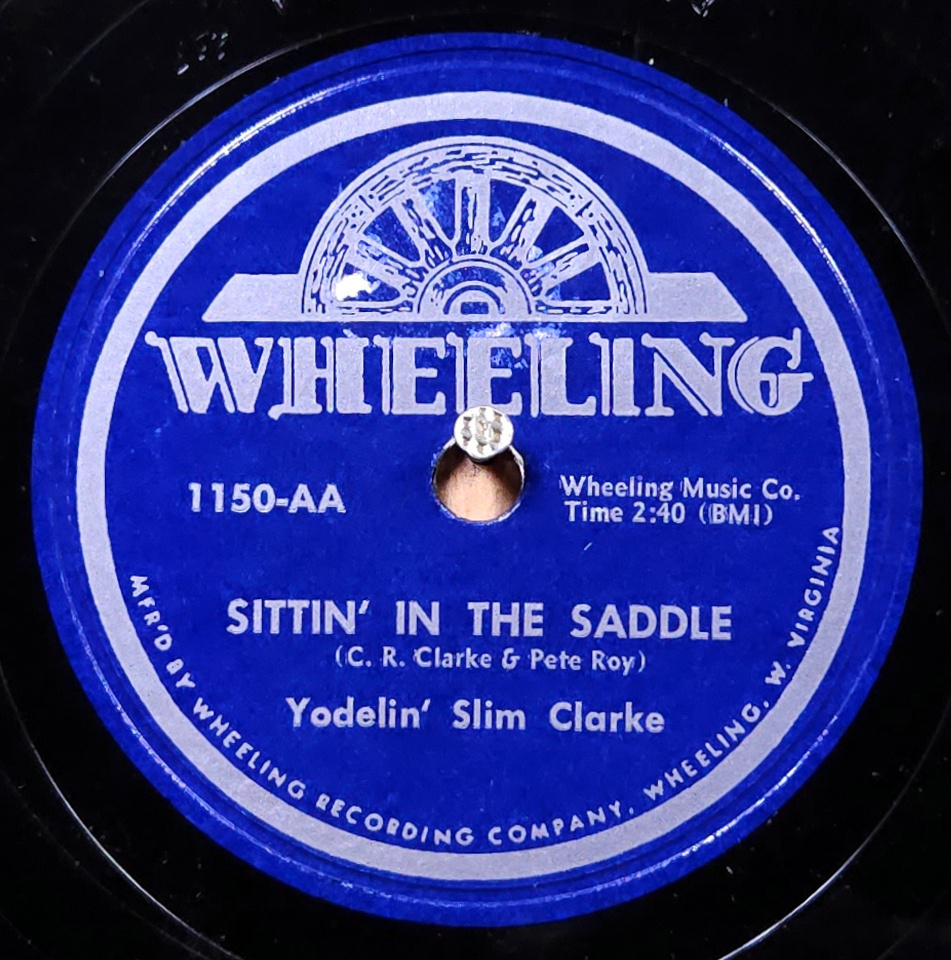 WHEELING
1150-AA
Wheeling Music Co.
Time 2:40 (BMI)
SITTIN' IN THE SADDLE
(C. R. Clarke & Pete Roy)
Yodelin' Slim Clarke
MFR'D BY WHEELING RECORDING COMPANY, WHEELING, W. VIRGINIA